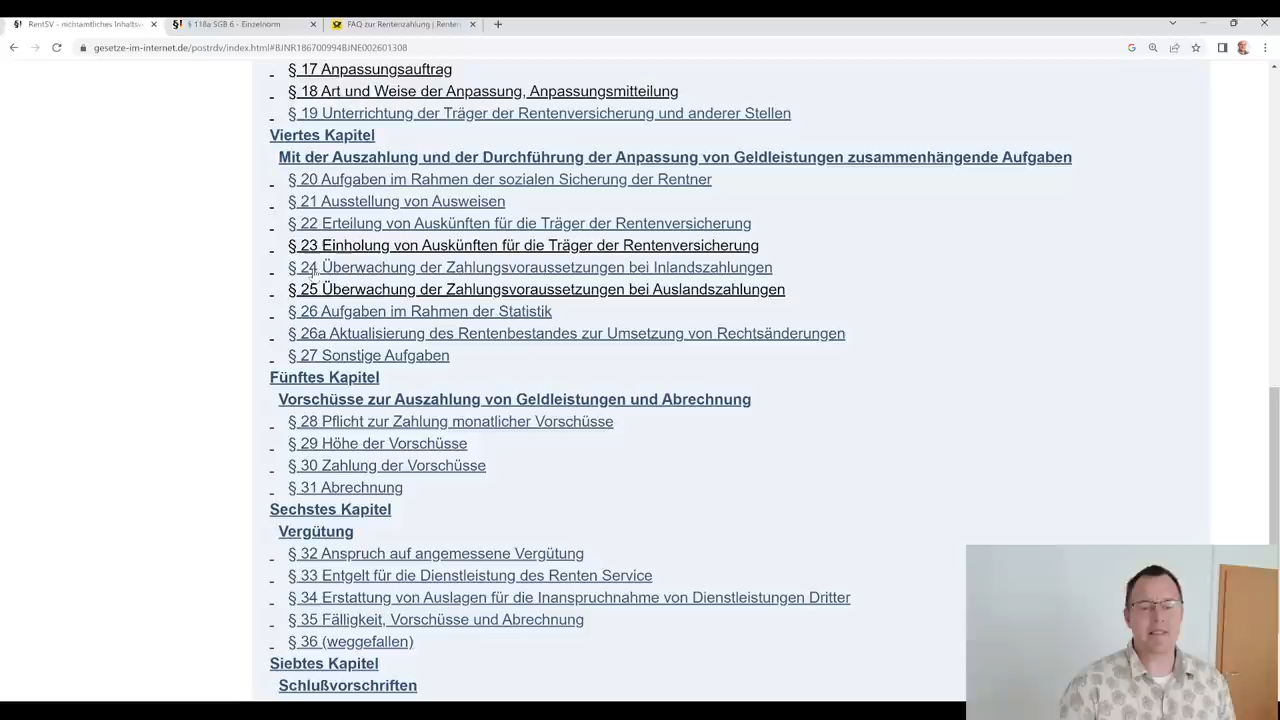 RentSV - nichtamtliches Inhaltsv
§ 118a SGB 6 - Einzelnorm
FAQ zur Rentenzahlung | Renten
gesetze-im-internet.de/postrdv/index.html#BJNR186700994BJNE002601308
§ 17 Anpassungsauftrag
§ 18 Art und Weise der Anpassung, Anpassungsmitteilung
§ 19 Unterrichtung der Träger der Rentenversicherung und anderer Stellen
Viertes Kapitel
Mit der Auszahlung und der Durchführung der Anpassung von Geldleistungen zusammenhängende Aufgaben
§ 20 Aufgaben im Rahmen der sozialen Sicherung der Rentner
§ 21 Ausstellung von Ausweisen
§ 22 Erteilung von Auskünften für die Träger der Rentenversicherung
§ 23 Einholung von Auskünften für die Träger der Rentenversicherung
§ 24 Überwachung der Zahlungsvoraussetzungen bei Inlandszahlungen
§ 25 Überwachung der Zahlungsvoraussetzungen bei Auslandszahlungen
§ 26 Aufgaben im Rahmen der Statistik
§ 26a Aktualisierung des Rentenbestandes zur Umsetzung von Rechtsänderungen
§ 27 Sonstige Aufgaben
Fünftes Kapitel
Vorschüsse zur Auszahlung von Geldleistungen und Abrechnung
§ 28 Pflicht zur Zahlung monatlicher Vorschüsse
§ 29 Höhe der Vorschüsse
§ 30 Zahlung der Vorschüsse
§ 31 Abrechnung
Sechstes Kapitel
Vergütung
§ 32 Anspruch auf angemessene Vergütung
§ 33 Entgelt für die Dienstleistung des Renten Service
§ 34 Erstattung von Auslagen für die Inanspruchnahme von Dienstleistungen Dritter
§ 35 Fälligkeit, Vorschüsse und Abrechnung
§ 36 (weggefallen)
Siebtes Kapitel
Schlußvorschriften